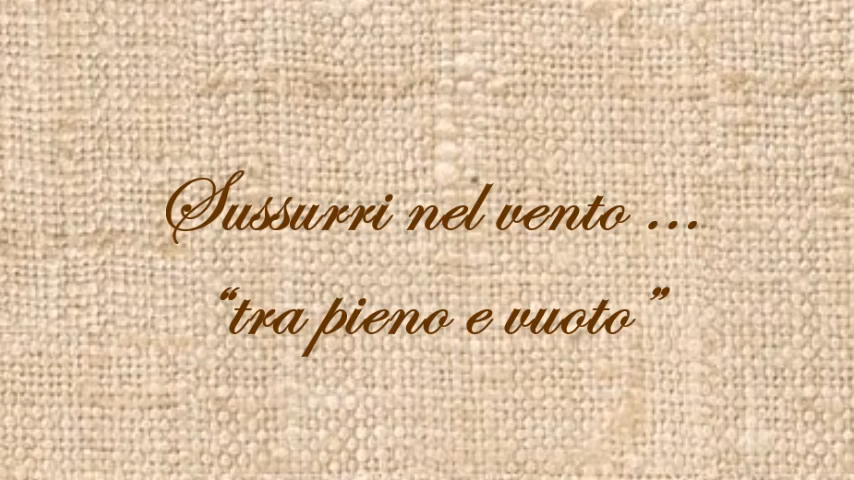 Sussurri nel vento ...
“tra pieno e vuoto”